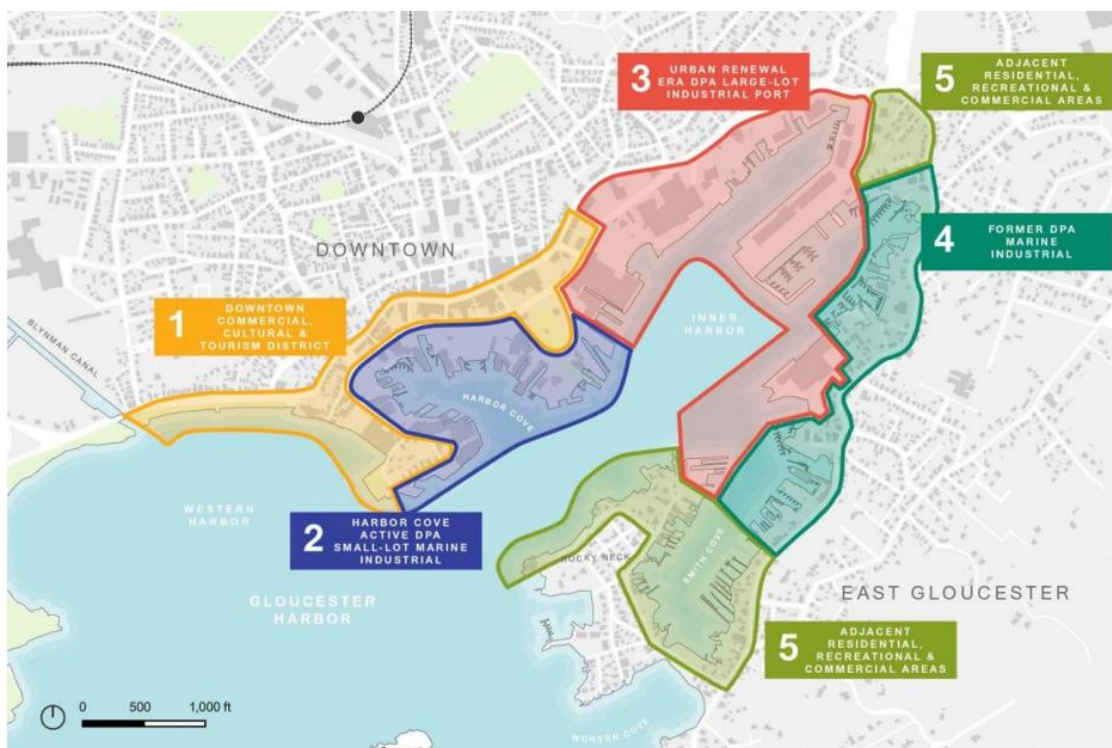 3
URBAN RENEWAL
ERA DPA LARGE-LOT
INDUSTRIAL PORT
5
ADJACENT
RESIDENTIAL,
RECREATIONAL &
COMMERCIAL AREAS
4
FORMER DPA
MARINE
INDUSTRIAL
DOWNTOWN
1
DOWNTOWN
COMMERCIAL,
CULTURAL &
TOURISM DISTRICT
BLYNMAN CANAL
INNER
HARBOR
HARBOR COVE
WESTERN
HARBOR
2
HARBOR COVE
ACTIVE DPA
SMALL-LOT MARINE
INDUSTRIAL
ROCKY NECK
SMITH COVE
GLOUCESTER
HARBOR
EAST GLOUCESTER
5
ADJACENT
RESIDENTIAL,
RECREATIONAL &
COMMERCIAL AREAS
0 500 1,000 ft
WONSON COVE